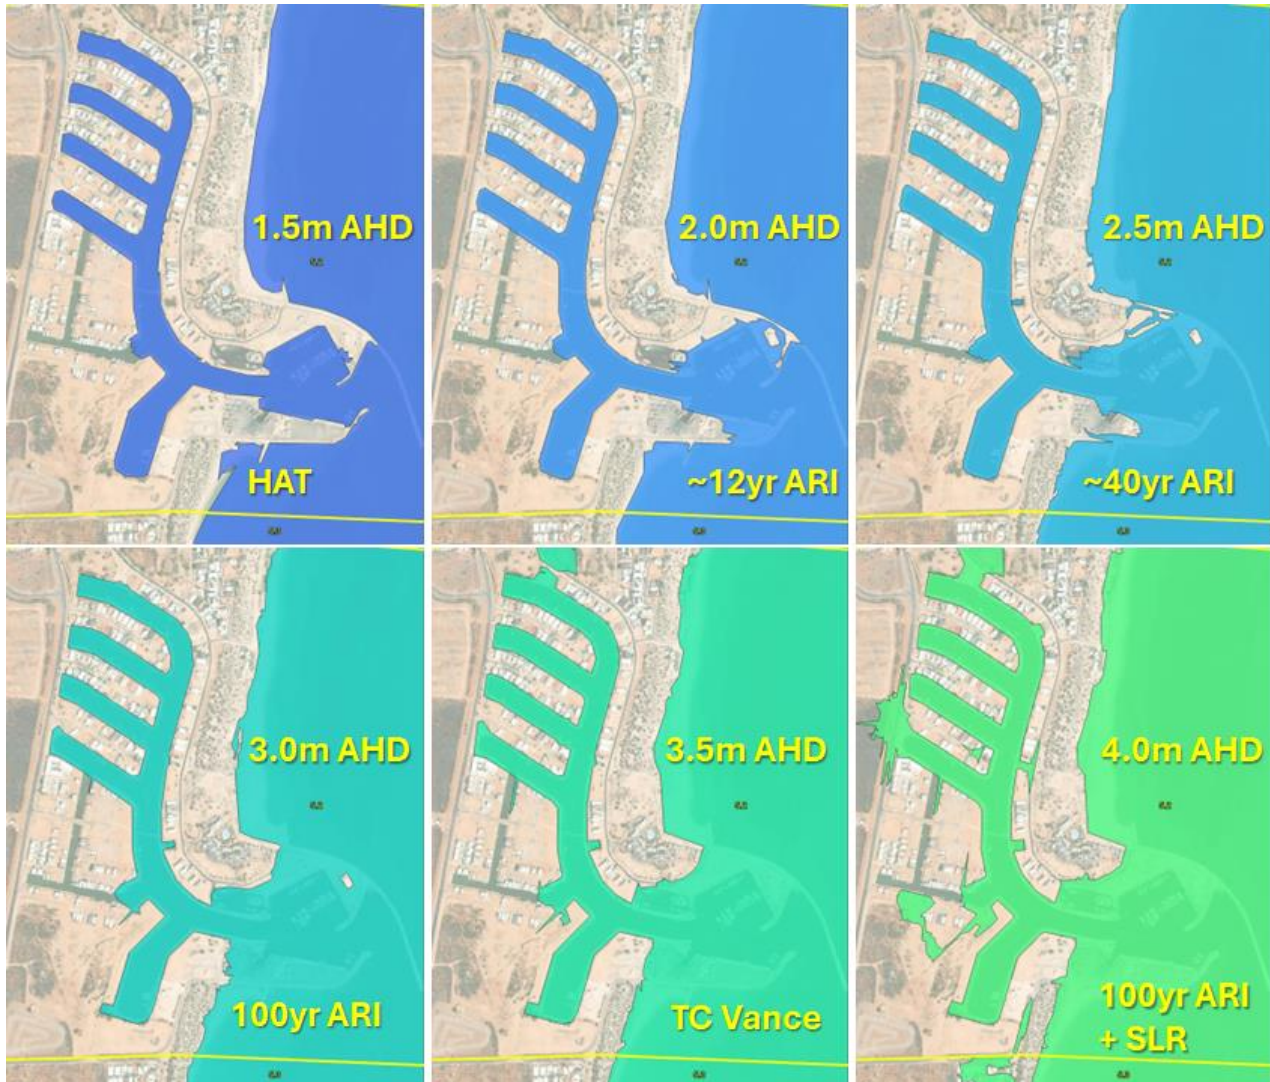 1.5m AHD
HAT
2.0m AHD
~12yr ARI
2.5m AHD
~40yr ARI
3.0m AHD
100yr ARI
3.5m AHD
TC Vance
4.0m AHD
100yr ARI
+ SLR